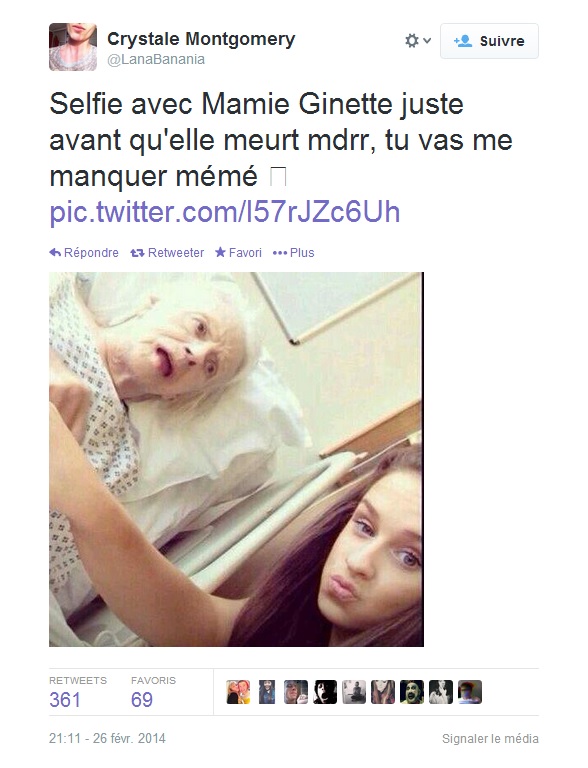 Crystale Montgomery
@LanaBanania
Suivre
Selfie avec Mamie Ginette juste
avant qu'elle meurt mdrr, tu vas me
manquer mémé
pic.twitter.com/l57rJZc6Uh
Répondre Retweeter Favori Plus
RETWEETS FAVORIS
361 69
21:11 - 26 févr. 2014 Signaler le média